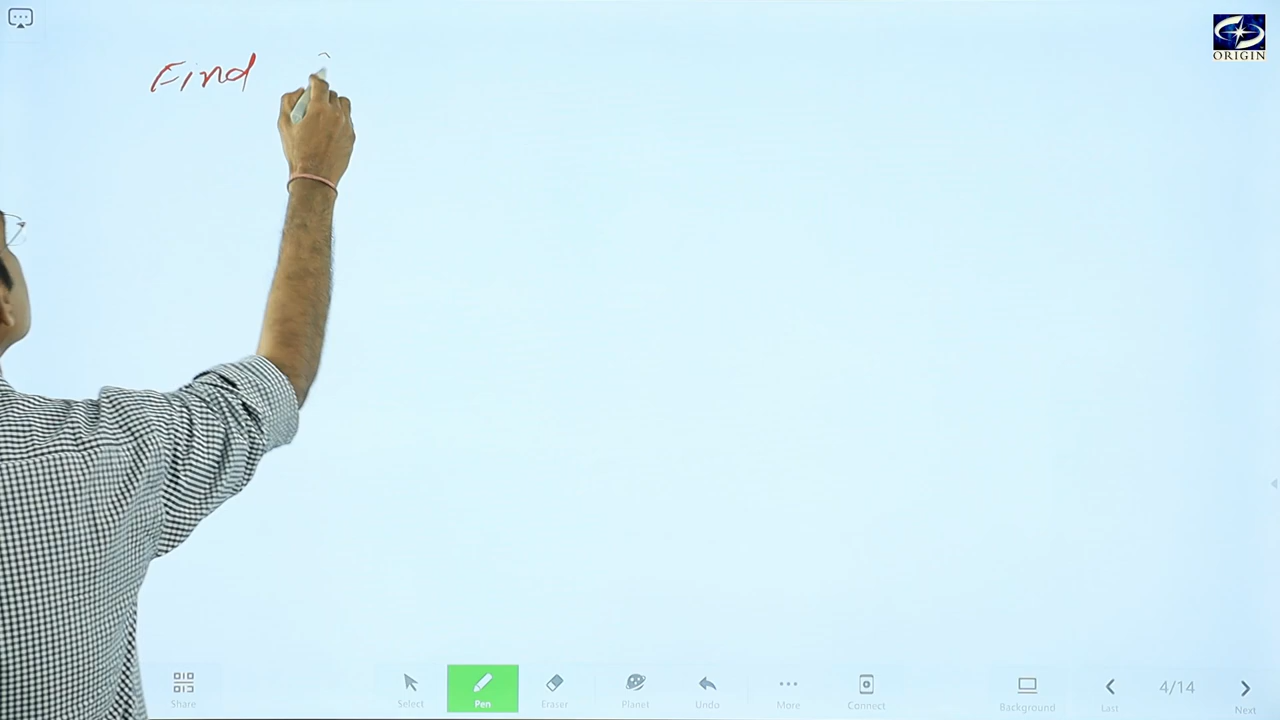 Find
ORIGIN
Share
Select
Pen
Eraser
Planet
Undo
More
Connect
Background
Last
4/14
Next